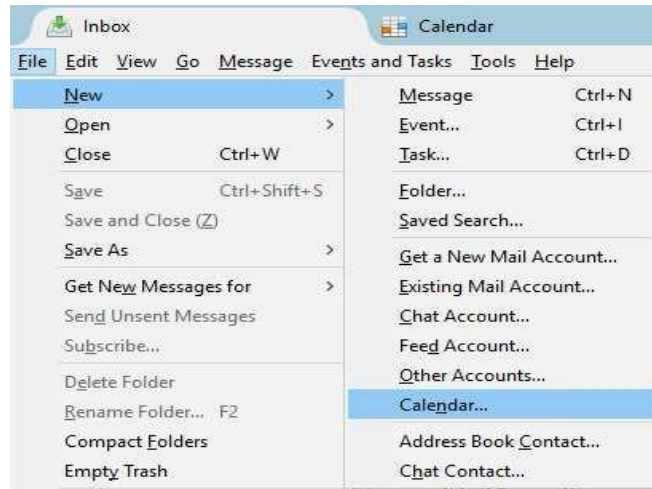 Inbox
Calendar
File Edit View Go Message Events and Tasks Tools Help
New >
Open >
Close Ctrl+W
Save Ctrl+Shift+S
Save and Close (Z)
Save As >
Get New Messages for >
Send Unsent Messages
Subscribe...
Delete Folder
Rename Folder... F2
Compact Folders
Empty Trash
Message Ctrl+N
Event... Ctrl+I
Task... Ctrl+D
Folder...
Saved Search...
Get a New Mail Account...
Existing Mail Account...
Chat Account...
Feed Account...
Other Accounts...
Calendar...
Address Book Contact...
Chat Contact...